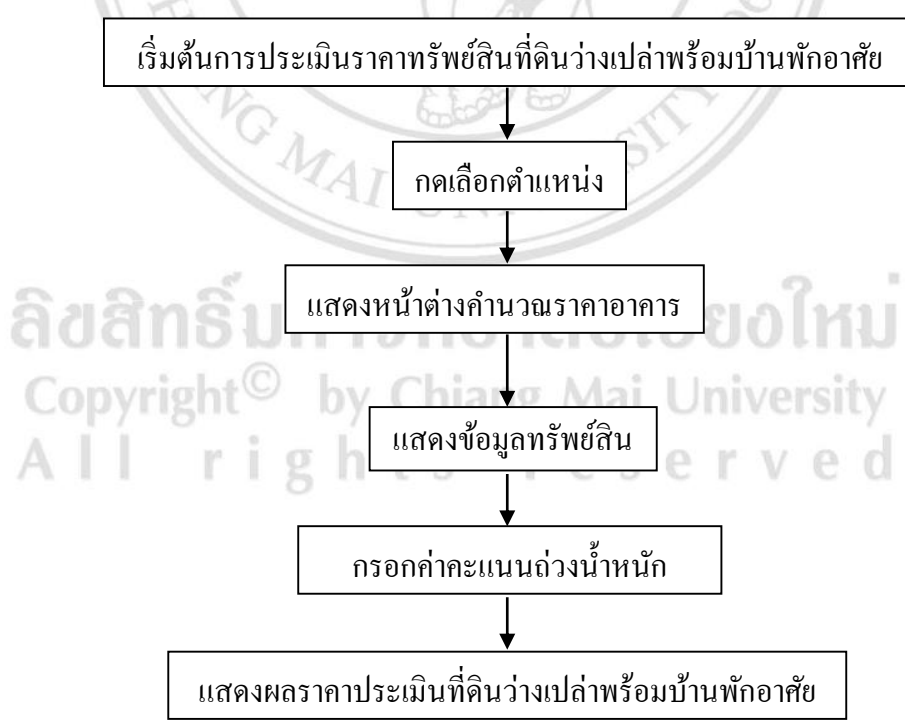 เริ่มต้นการประเมินราคาทรัพย์สินที่ดินว่างเปล่าพร้อมบ้านพักอาศัย
กดเลือกตำแหน่ง
แสดงหน้าต่างคำนวณราคาอาคาร
แสดงข้อมูลทรัพย์สิน
กรอกค่าคะแนนถ่วงน้ำหนัก
แสดงผลราคาประเมินที่ดินว่างเปล่าพร้อมบ้านพักอาศัย
ลิขสิทธิ์มหาวิทยาลัยเชียงใหม่
Copyright© by Chiang Mai University
All rights reserved